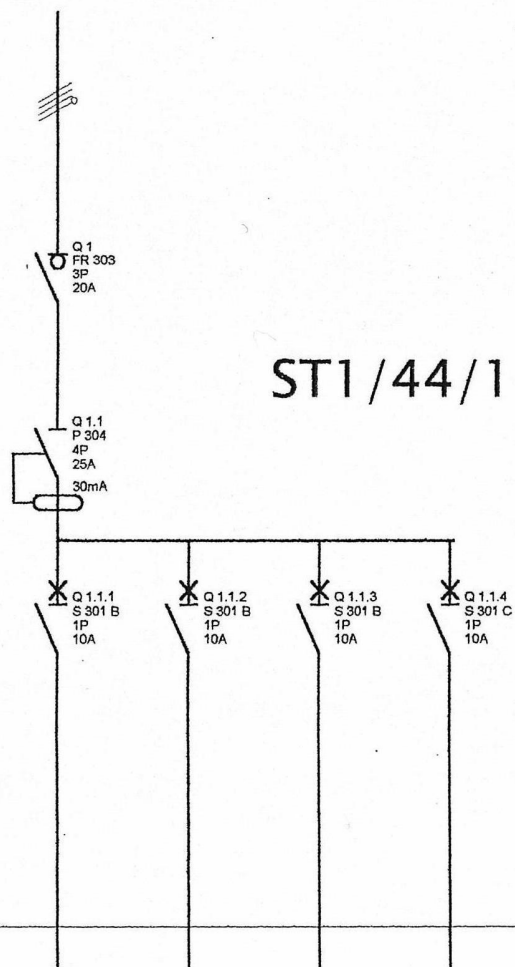 Q 1
FR 303
3P
20A
ST1/44/1
Q 1.1
P 304
4P
25A
30mA
Q 1.1.1
S 301 B
1P
10A
Q 1.1.2
S 301 B
1P
10A
Q 1.1.3
S 301 B
1P
10A
Q 1.1.4
S 301 C
1P
10A